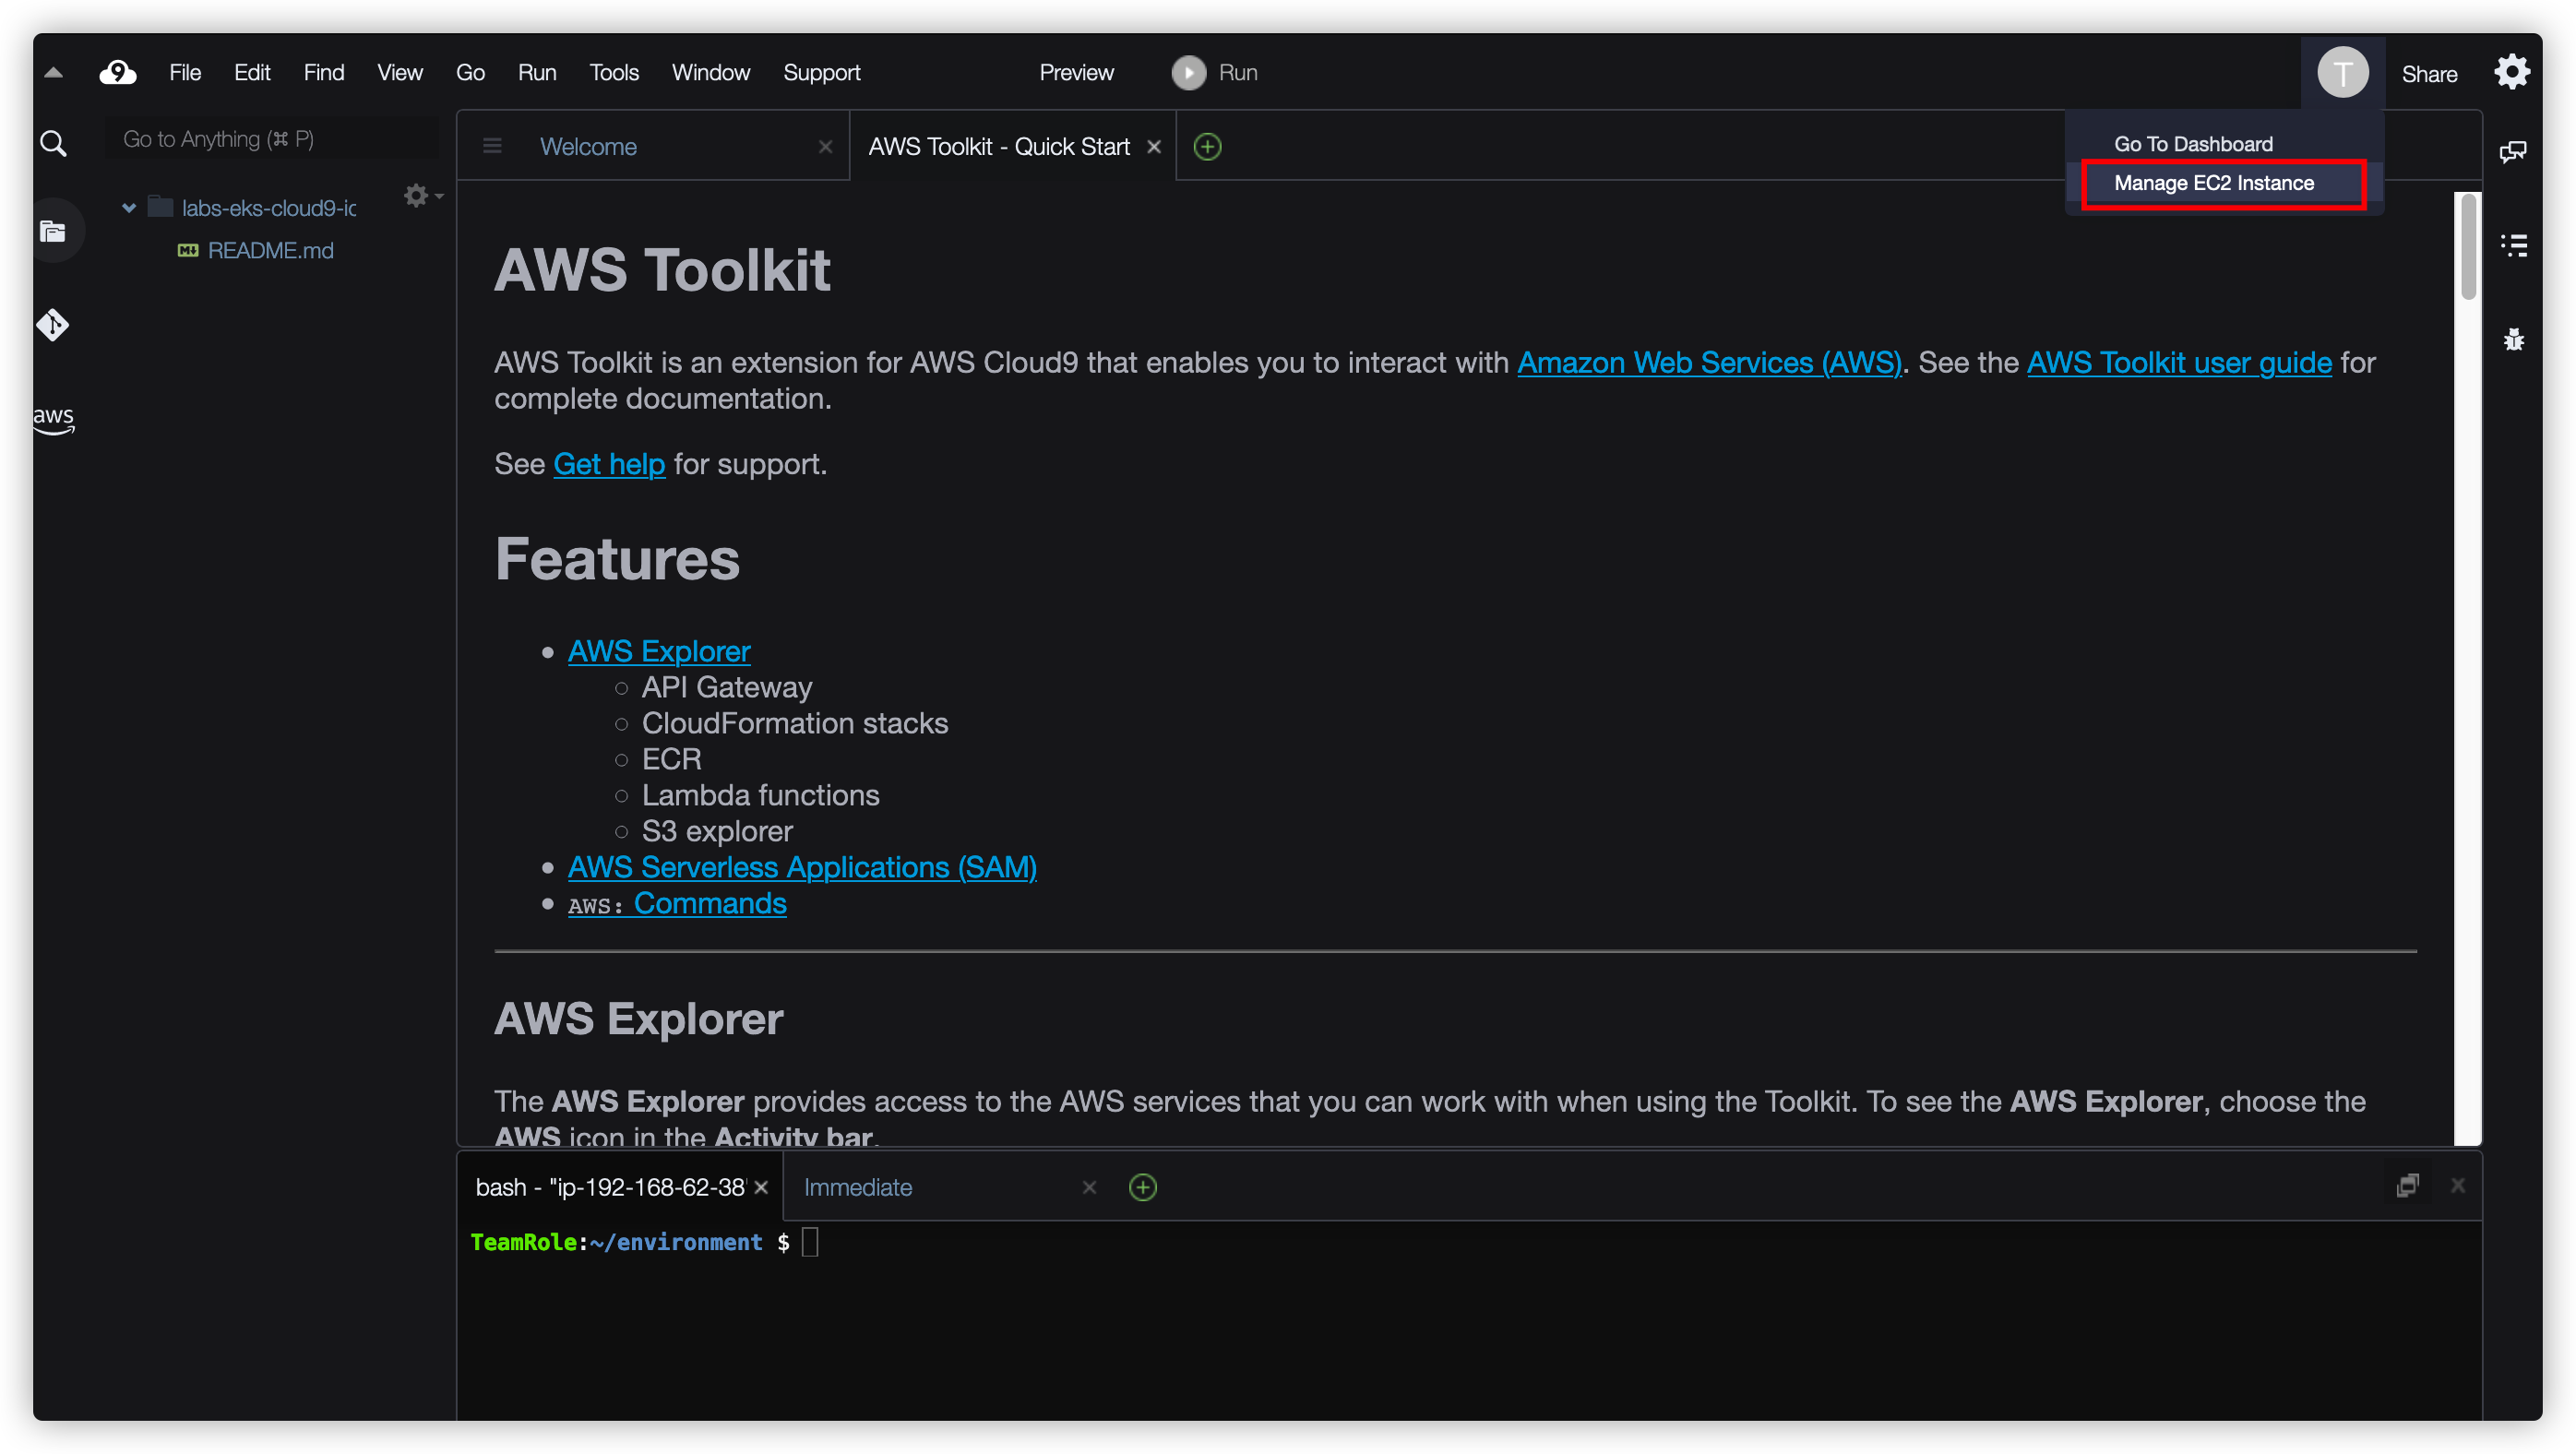 9 File Edit Find View Go Run Tools Window Support Preview Run T Share
Go to Anything (⌘ P)
Welcome AWS Toolkit - Quick Start
Go To Dashboard
Manage EC2 Instance
labs-eks-cloud9-ic
README.md
aws
AWS Toolkit
AWS Toolkit is an extension for AWS Cloud9 that enables you to interact with Amazon Web Services (AWS). See the AWS Toolkit user guide for
complete documentation.
See Get help for support.
Features
AWS Explorer
API Gateway
CloudFormation stacks
ECR
Lambda functions
S3 explorer
AWS Serverless Applications (SAM)
AWS: Commands
AWS Explorer
The AWS Explorer provides access to the AWS services that you can work with when using the Toolkit. To see the AWS Explorer, choose the
AWS icon in the Activity bar.
bash - "ip-192-168-62-38" Immediate
TeamRole:~/environment $